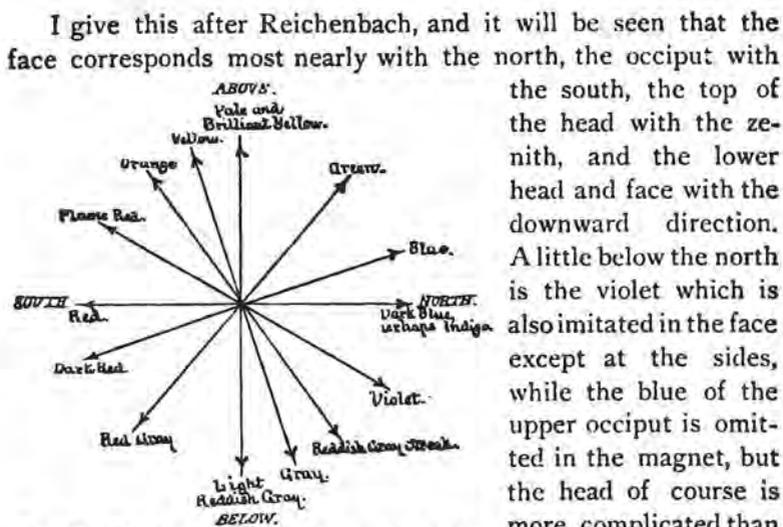 I give this after Reichenbach, and it will be seen that the
face corresponds most nearly with the north, the occiput with
the south, the top of
the head with the ze-
nith, and the lower
head and face with the
downward direction.
A little below the north
is the violet which is
also imitated in the face
except at the sides,
while the blue of the
upper occiput is omit-
ted in the magnet, but
the head of course is
more complicated than
ABOVE.
Pale and
Brilliant Yellow.
Yellow.
Orange
Green.
Flame Red.
Blue.
SOUTH
NORTH.
Red.
Dark Blue,
Indigo
Dark Red
Violet.
Red Gray
Reddish Gray Streak.
Gray.
Light
Reddish Gray.
BELOW.